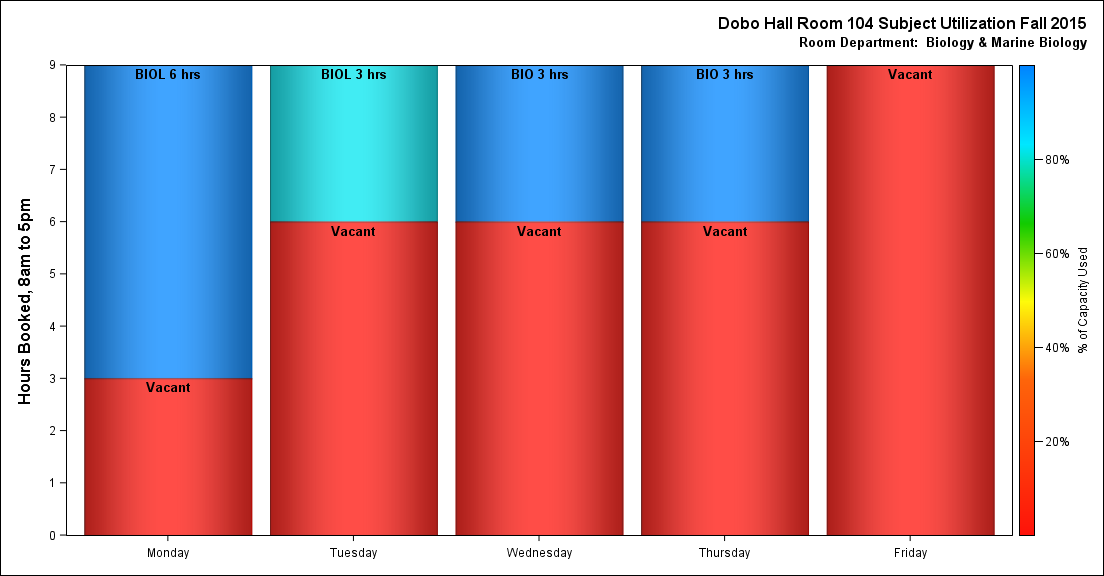 Dobo Hall Room 104 Subject Utilization Fall 2015
Room Department:  Biology & Marine Biology
Hours Booked, 8am to 5pm
9
8
7
6
5
4
3
2
1
0
BIOL 6 hrs
BIOL 3 hrs
BIO 3 hrs
BIO 3 hrs
Vacant
Vacant
Vacant
Vacant
Vacant
Monday
Tuesday
Wednesday
Thursday
Friday
80%
60%
40%
20%
% of Capacity Used